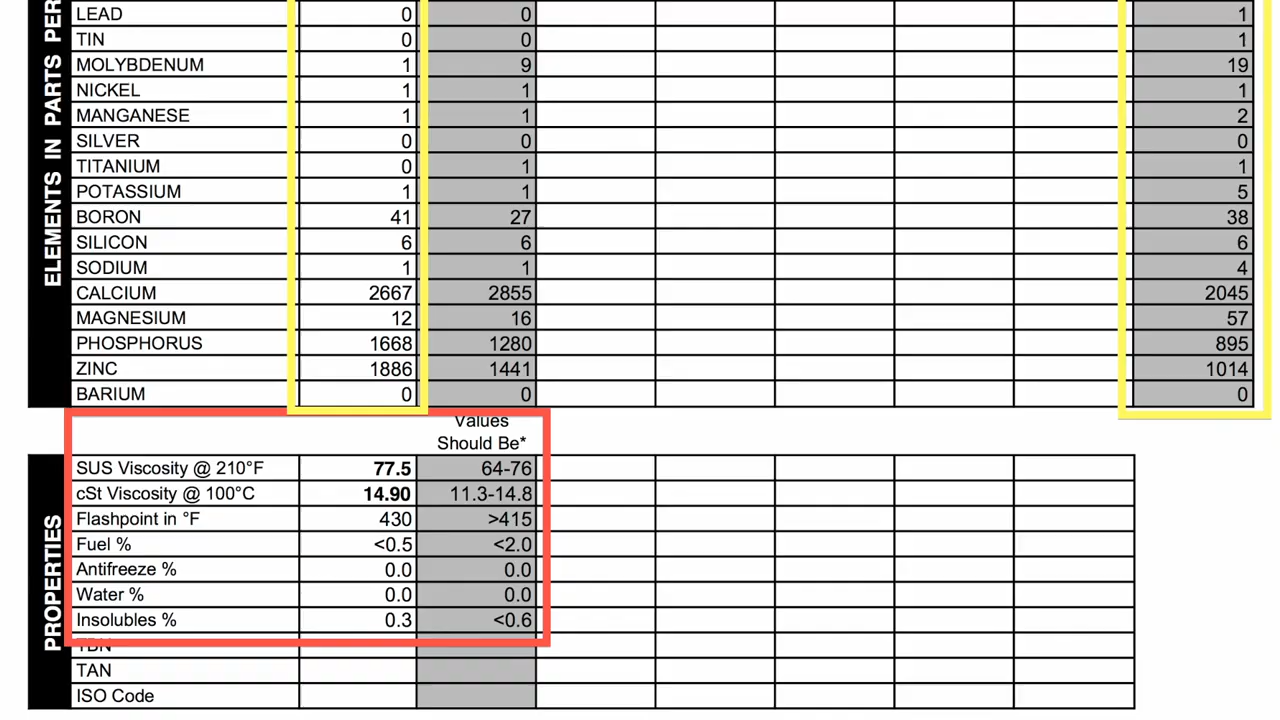 ELEMENTS IN PARTS PER
LEAD 0 0 1
TIN 0 0 1
MOLYBDENUM 1 9 19
NICKEL 1 1 1
MANGANESE 1 1 2
SILVER 0 0 0
TITANIUM 0 1 1
POTASSIUM 1 1 5
BORON 41 27 38
SILICON 6 6 6
SODIUM 1 1 4
CALCIUM 2667 2855 2045
MAGNESIUM 12 16 57
PHOSPHORUS 1668 1280 895
ZINC 1886 1441 1014
BARIUM 0 0 0
Values
Should Be*
PROPERTIES
SUS Viscosity @ 210°F 77.5 64-76
cSt Viscosity @ 100°C 14.90 11.3-14.8
Flashpoint in °F 430 >415
Fuel % <0.5 <2.0
Antifreeze % 0.0 0.0
Water % 0.0 0.0
Insolubles % 0.3 <0.6
TBN
TAN
ISO Code